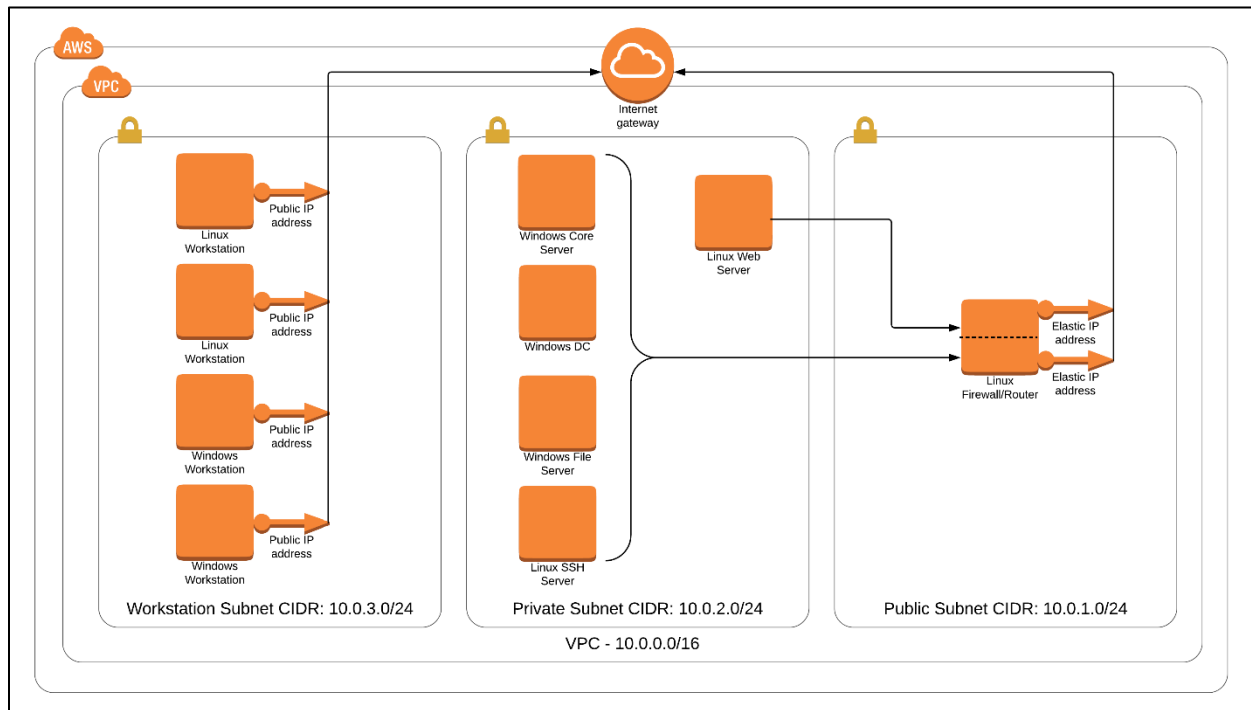 AWS
VPC
Internet
gateway
Public IP
address
Linux
Workstation
Public IP
address
Linux
Workstation
Public IP
address
Windows
Workstation
Public IP
address
Windows
Workstation
Workstation Subnet CIDR: 10.0.3.0/24
Windows Core
Server
Windows DC
Windows File
Server
Linux SSH
Server
Linux Web
Server
Private Subnet CIDR: 10.0.2.0/24
Elastic IP
address
Elastic IP
address
Linux
Firewall/Router
Public Subnet CIDR: 10.0.1.0/24
VPC - 10.0.0.0/16